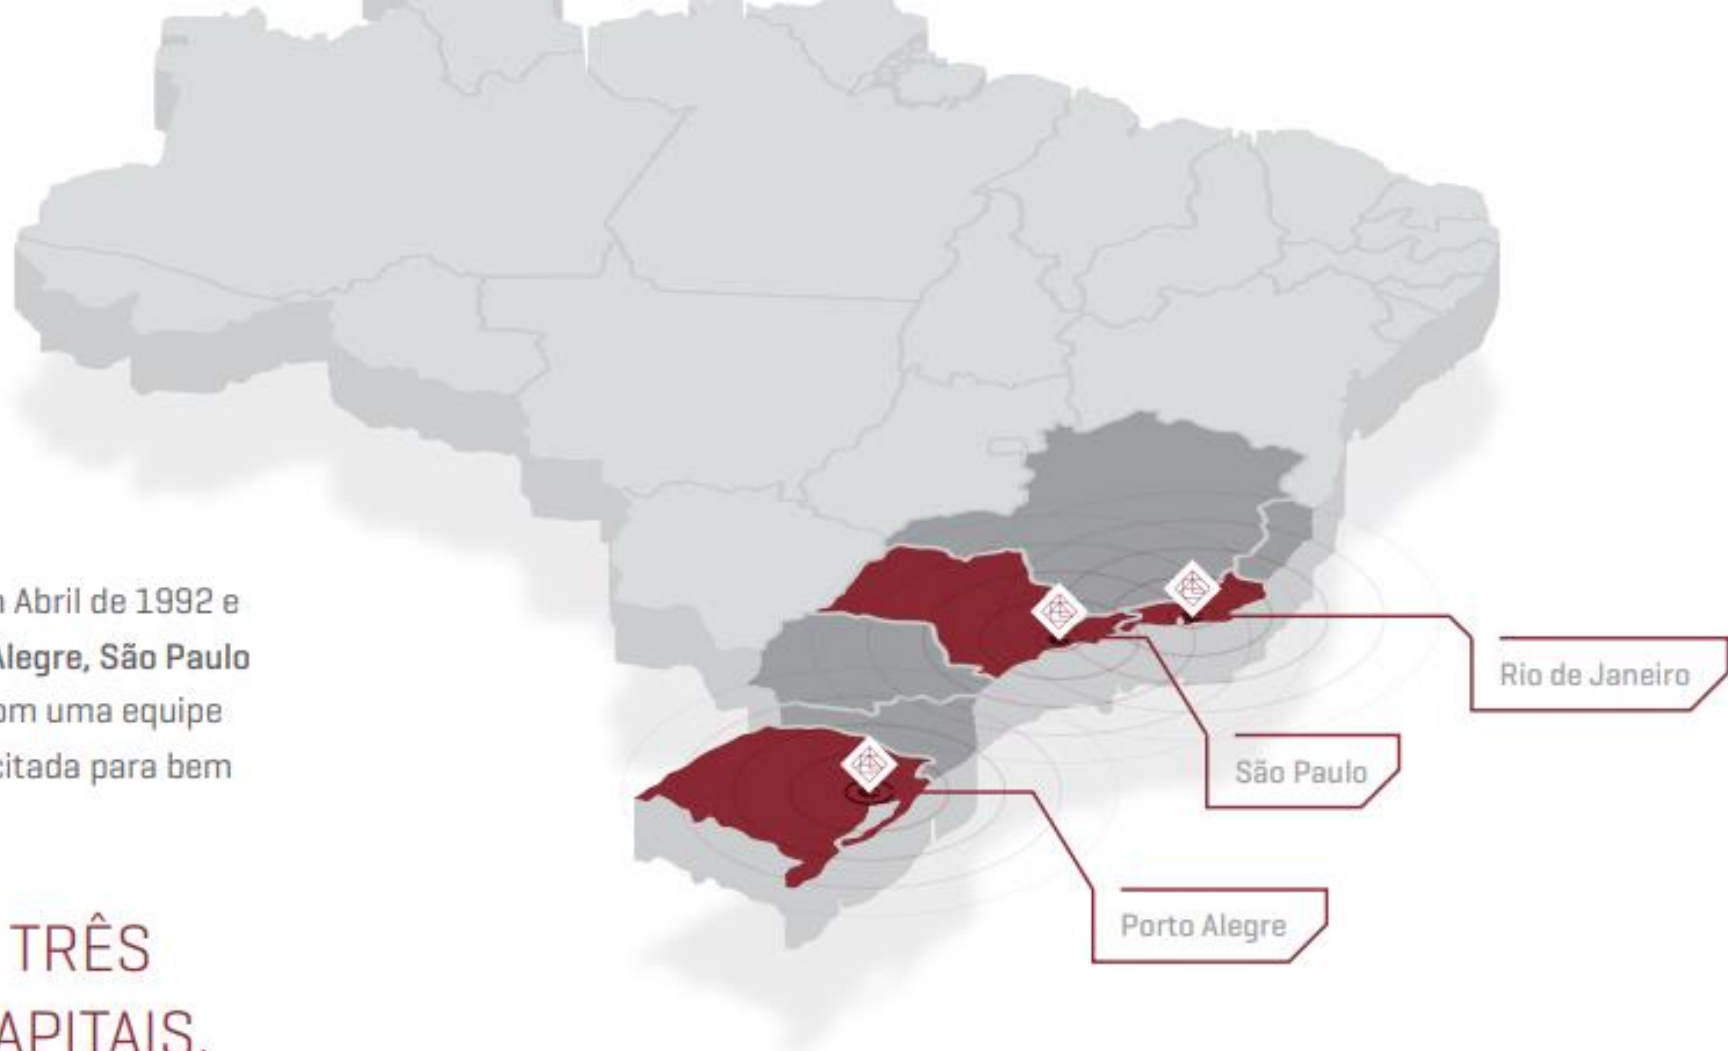 Abril de 1992 e
Alegre, São Paulo
om uma equipe
citada para bem
TRÊS
APITAIS.
Rio de Janeiro
São Paulo
Porto Alegre